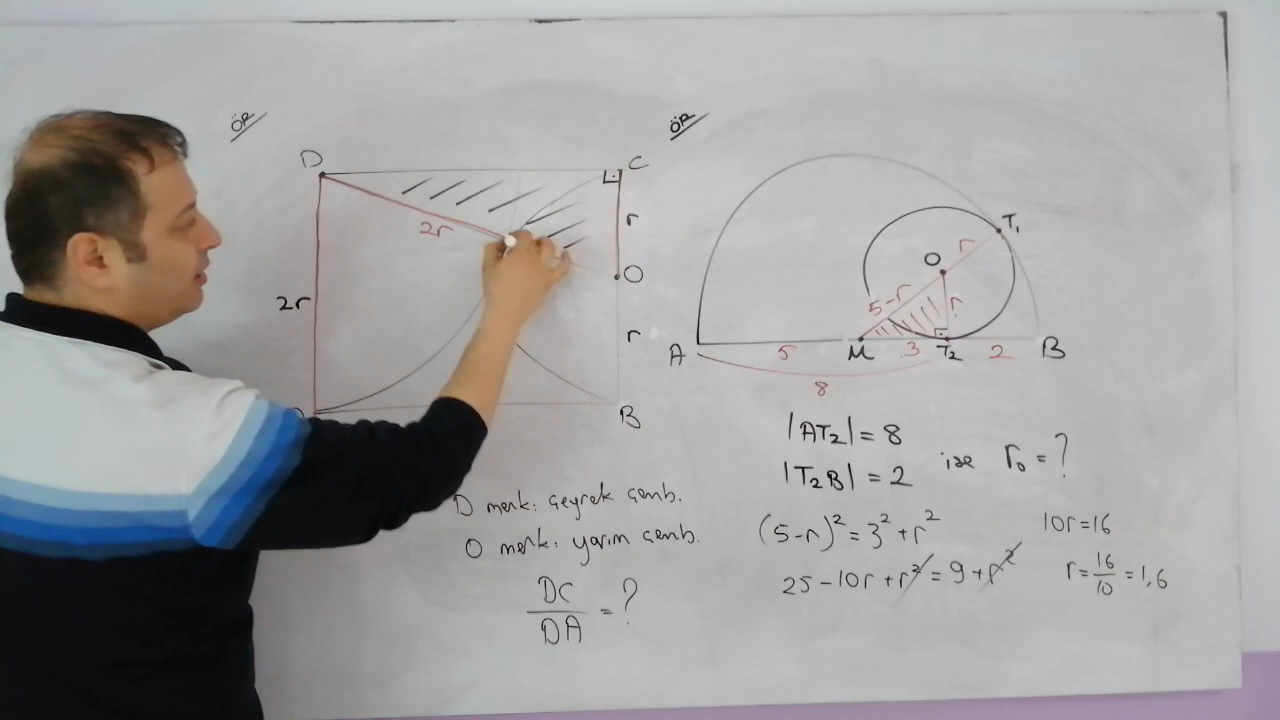 ÖR
D
C
2r
r
2r
O
r
B
D merk. çeyrek çemb.
O merk. yarım çemb.
DC
DA
= ?
ÖR
T₁
O
r
5-r
r
A
5
M
3
T₂
2
B
8
|AT₂| = 8
|T₂B| = 2
ise r₀ = ?
(5-r)² = 3² + r²
25 - 10r + r² = 9 + r²
10r = 16
r = 16/10 = 1,6